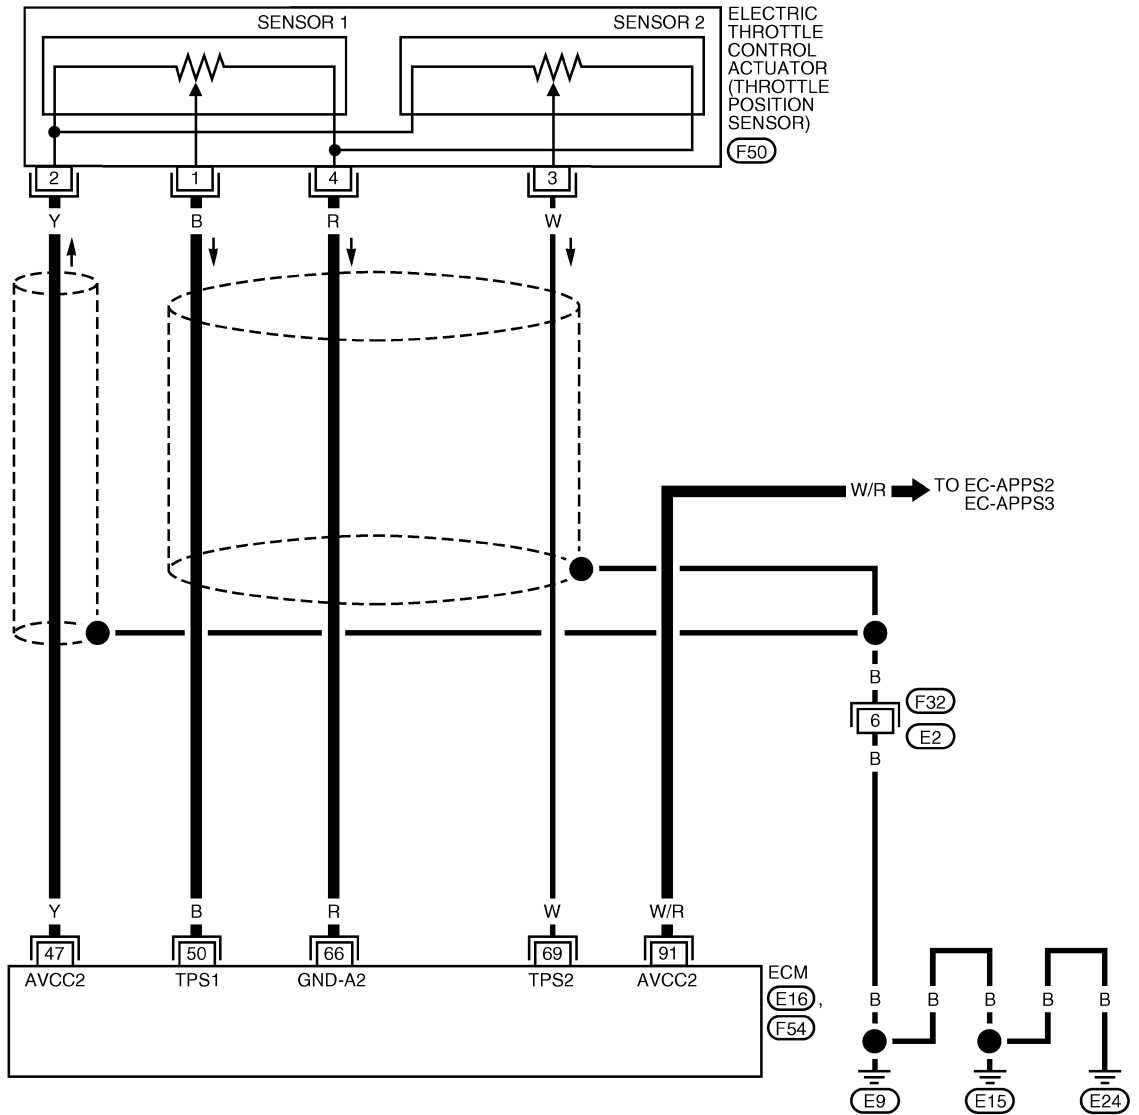 SENSOR 1
SENSOR 2
ELECTRIC
THROTTLE
CONTROL
ACTUATOR
(THROTTLE
POSITION
SENSOR)
F50
2 1 4 3
Y B R W
W/R
TO EC-APPS2
EC-APPS3
B
F32
6
E2
B
Y B R W W/R
47 50 66 69 91
AVCC2 TPS1 GND-A2 TPS2 AVCC2
ECM
E16 ,
F54
B B B B B
E9 E15 E24